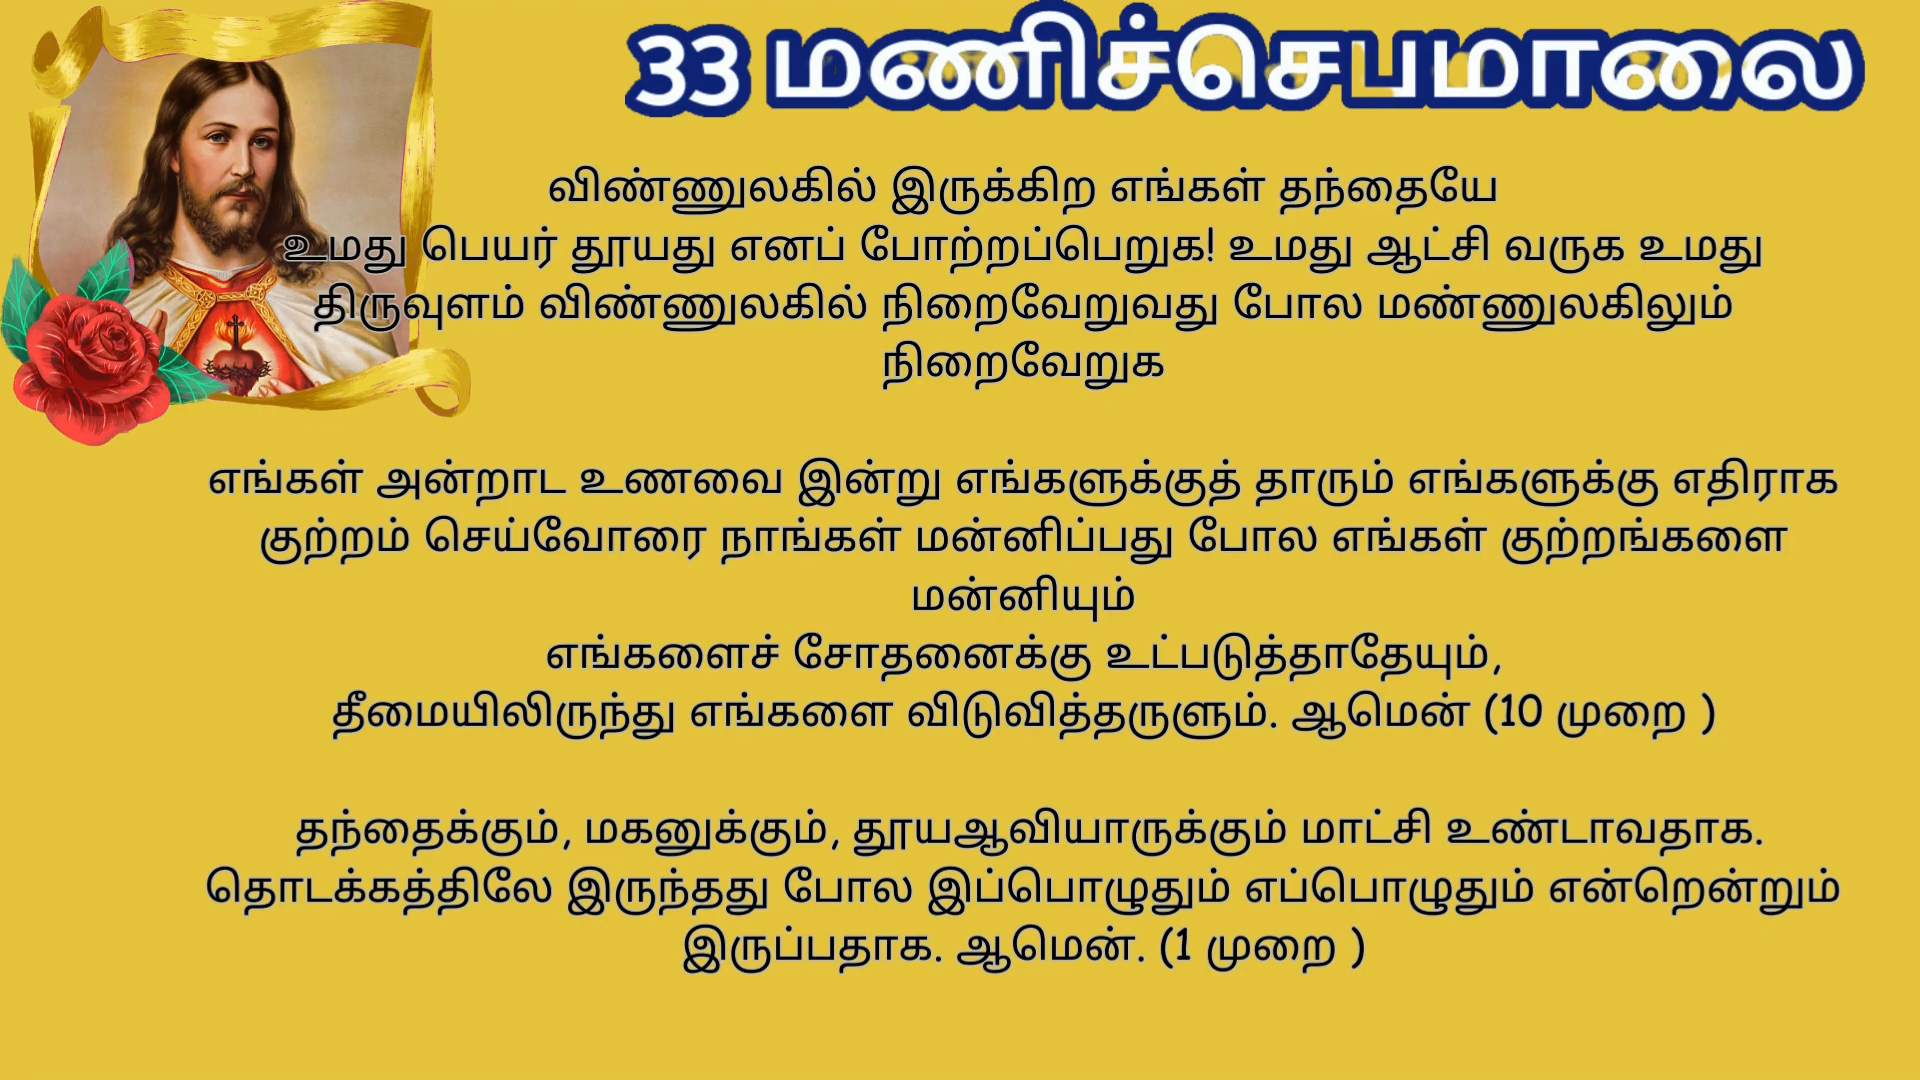 33 மணிச்செபமாலை
விண்ணுலகில் இருக்கிற எங்கள் தந்தையே
உமது பெயர் தூயது எனப் போற்றப்பெறுக! உமது ஆட்சி வருக உமது
திருவுளம் விண்ணுலகில் நிறைவேறுவது போல மண்ணுலகிலும்
நிறைவேறுக
எங்கள் அன்றாட உணவை இன்று எங்களுக்குத் தாரும் எங்களுக்கு எதிராக
குற்றம் செய்வோரை நாங்கள் மன்னிப்பது போல எங்கள் குற்றங்களை
மன்னியும்
எங்களைச் சோதனைக்கு உட்படுத்தாதேயும்,
தீமையிலிருந்து எங்களை விடுவித்தருளும். ஆமென் (10 முறை )
தந்தைக்கும், மகனுக்கும், தூயஆவியாருக்கும் மாட்சி உண்டாவதாக.
தொடக்கத்திலே இருந்தது போல இப்பொழுதும் எப்பொழுதும் என்றென்றும்
இருப்பதாக. ஆமென். (1 முறை )